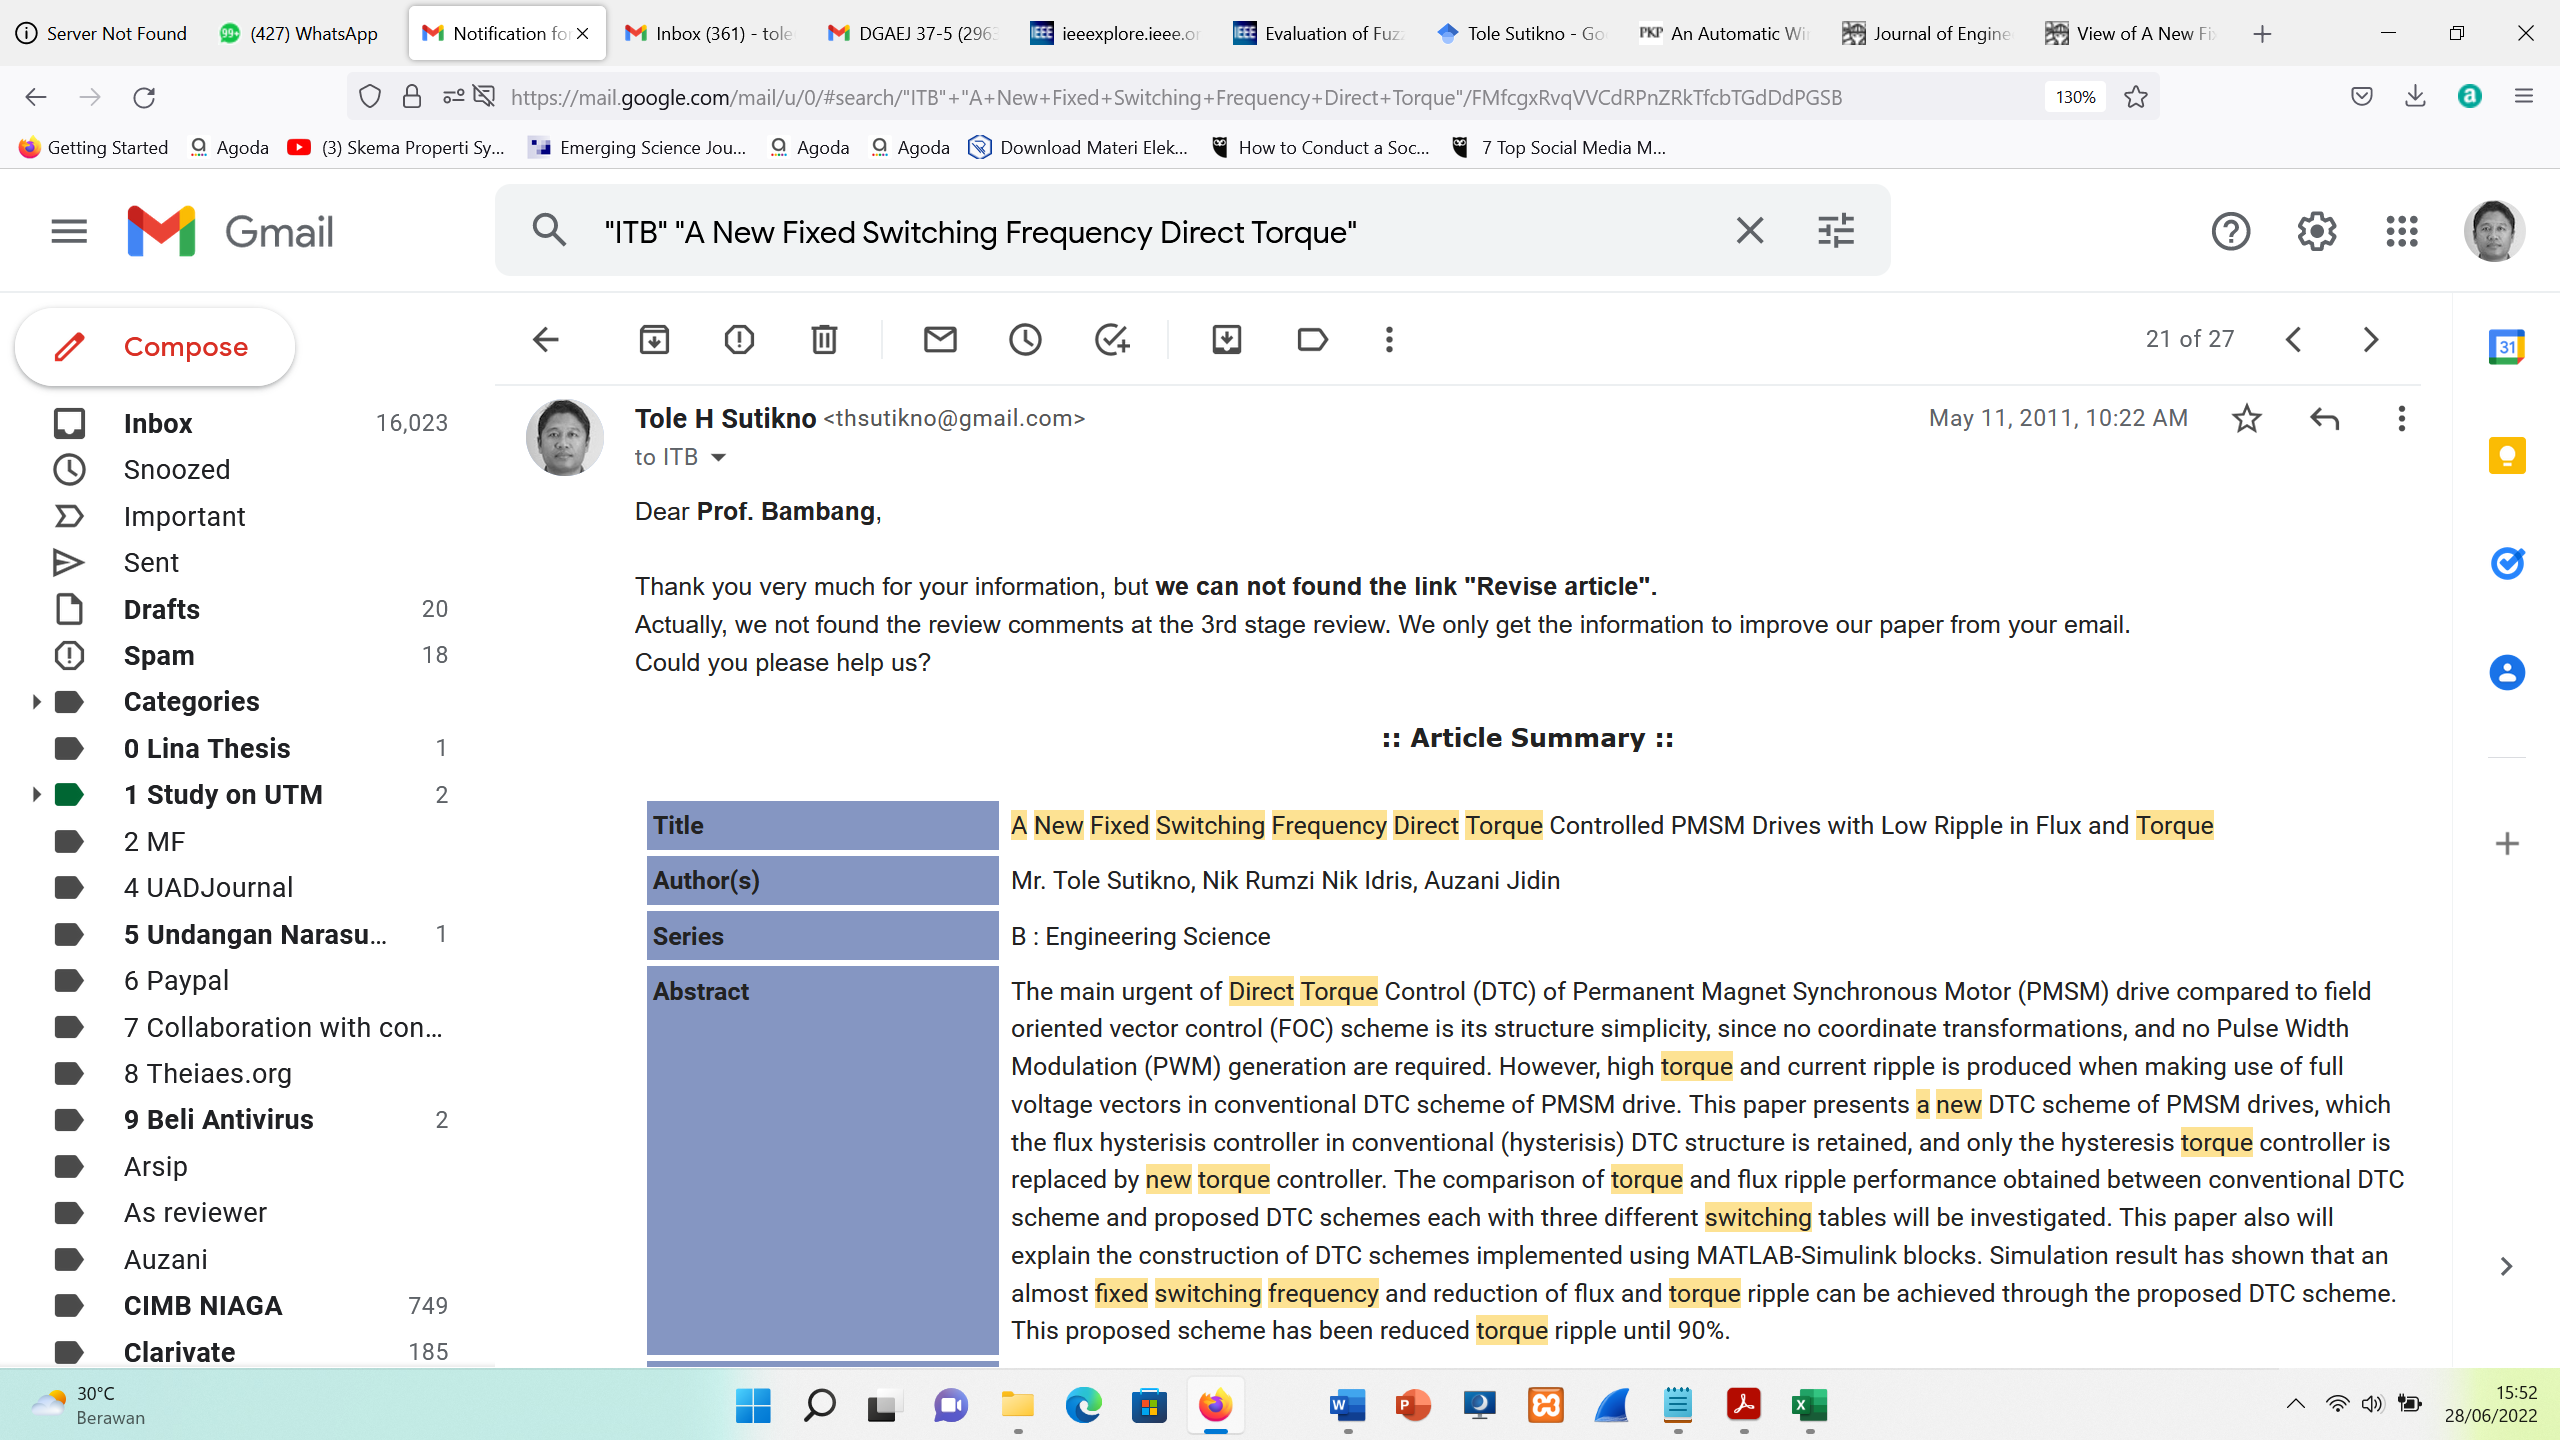 Server Not Found (427) WhatsApp Notification fo Inbox (361) - tole DGAEJ 37-5 (2963 ieeexplore.ieee.or Evaluation of Fuz Tole Sutikno - Go An Automatic Wi Journal of Engine View of A New Fi
https://mail.google.com/mail/u/0/#search/"ITB"+"A+New+Fixed+Switching+Frequency+Direct+Torque"/FMfcgxRvqVVCdRPnZRkTfcbTGdDdPGSB 130%
Getting Started Agoda (3) Skema Properti Sy... Emerging Science Jou... Agoda Agoda Download Materi Elek... How to Conduct a Soc... 7 Top Social Media M...
Gmail
"ITB" "A New Fixed Switching Frequency Direct Torque"
Compose
21 of 27
Inbox 16,023
Snoozed
Important
Sent
Drafts 20
Spam 18
Categories
0 Lina Thesis 1
1 Study on UTM 2
2 MF
4 UADJournal
5 Undangan Narasu... 1
6 Paypal
7 Collaboration with con...
8 Theiaes.org
9 Beli Antivirus 2
Arsip
As reviewer
Auzani
CIMB NIAGA 749
Clarivate 185
Tole H Sutikno <thsutikno@gmail.com> May 11, 2011, 10:22 AM
to ITB
Dear Prof. Bambang,
Thank you very much for your information, but we can not found the link "Revise article".
Actually, we not found the review comments at the 3rd stage review. We only get the information to improve our paper from your email.
Could you please help us?
:: Article Summary ::
Title A New Fixed Switching Frequency Direct Torque Controlled PMSM Drives with Low Ripple in Flux and Torque
Author(s) Mr. Tole Sutikno, Nik Rumzi Nik Idris, Auzani Jidin
Series B : Engineering Science
Abstract The main urgent of Direct Torque Control (DTC) of Permanent Magnet Synchronous Motor (PMSM) drive compared to field
oriented vector control (FOC) scheme is its structure simplicity, since no coordinate transformations, and no Pulse Width
Modulation (PWM) generation are required. However, high torque and current ripple is produced when making use of full
voltage vectors in conventional DTC scheme of PMSM drive. This paper presents a new DTC scheme of PMSM drives, which
the flux hysterisis controller in conventional (hysterisis) DTC structure is retained, and only the hysteresis torque controller is
replaced by new torque controller. The comparison of torque and flux ripple performance obtained between conventional DTC
scheme and proposed DTC schemes each with three different switching tables will be investigated. This paper also will
explain the construction of DTC schemes implemented using MATLAB-Simulink blocks. Simulation result has shown that an
almost fixed switching frequency and reduction of flux and torque ripple can be achieved through the proposed DTC scheme.
This proposed scheme has been reduced torque ripple until 90%.
30°C
Berawan
15:52
28/06/2022